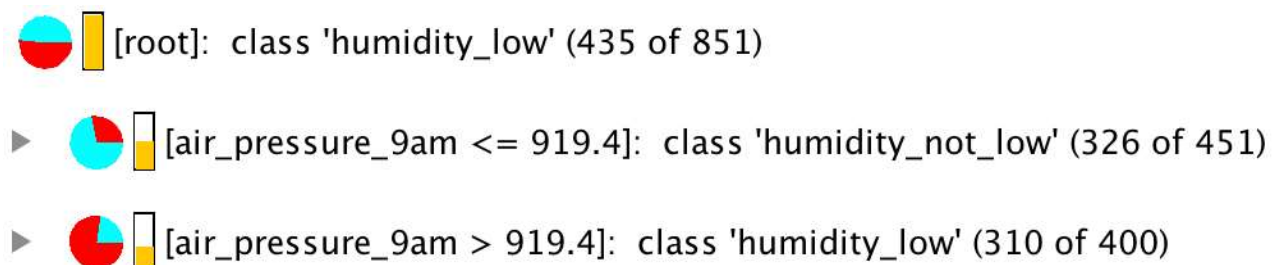 [root]: class 'humidity_low' (435 of 851)
[air_pressure_9am <= 919.4]: class 'humidity_not_low' (326 of 451)
[air_pressure_9am > 919.4]: class 'humidity_low' (310 of 400)